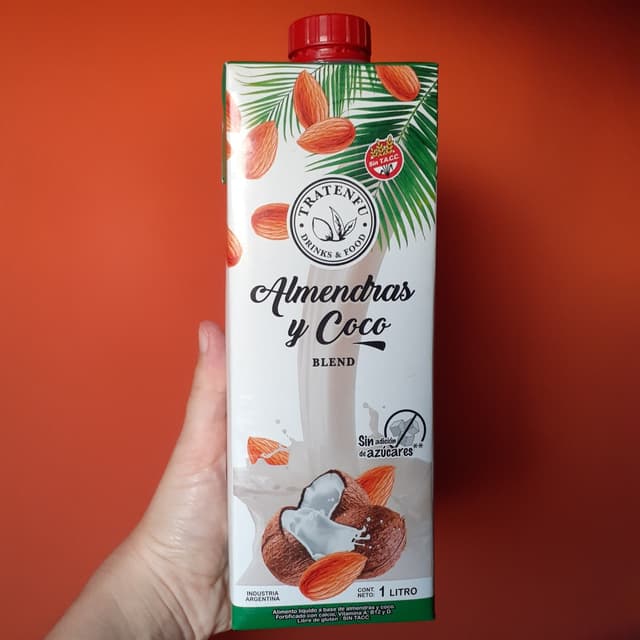 Sin T.A.C.C.
TRATENFU
DRINKS & FOOD
Almendras
y Coco
BLEND
Sin adición
de azúcares**
INDUSTRIA
ARGENTINA
CONT.
NETO: 1 LITRO
Alimento líquido a base de almendras y coco.
Fortificado con calcio, Vitamina A, B12 y D
Libre de gluten - SIN TACC